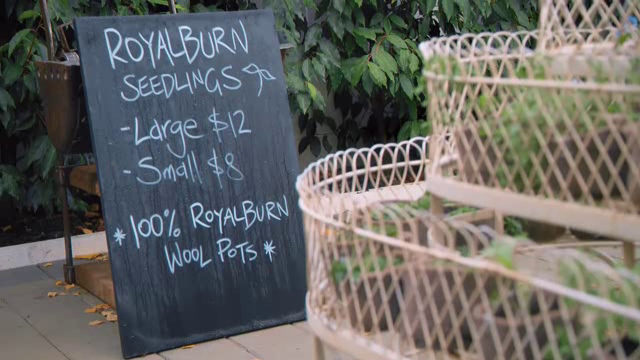 ROYALBURN
SEEDLINGS
-Large $12
-Small $8
*100% ROYALBURN
WOOL POTS*